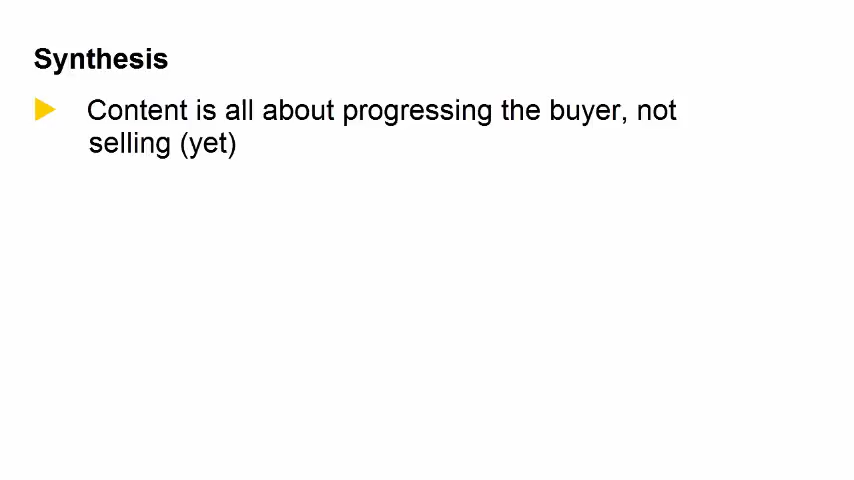 Synthesis
Content is all about progressing the buyer, not
selling (yet)